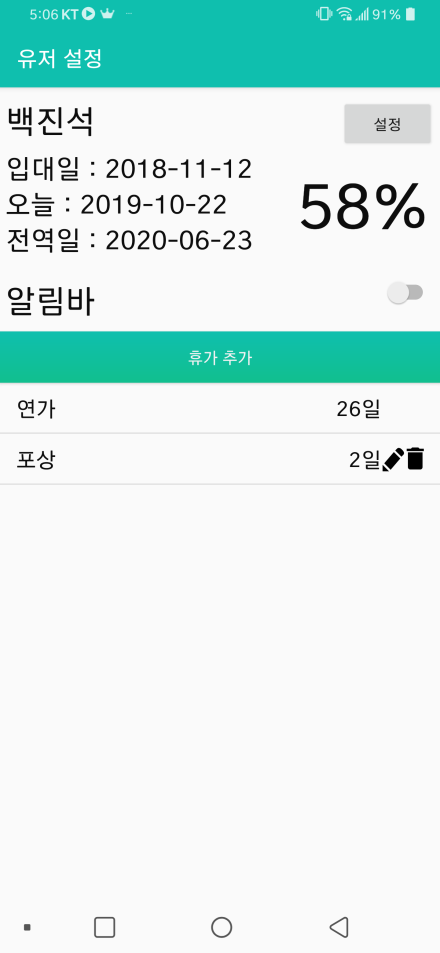 5:06 KT 91%
유저 설정
백진석
설정
입대일 : 2018-11-12
오늘 : 2019-10-22
전역일 : 2020-06-23
58%
알림바
휴가 추가
연가 26일
포상 2일